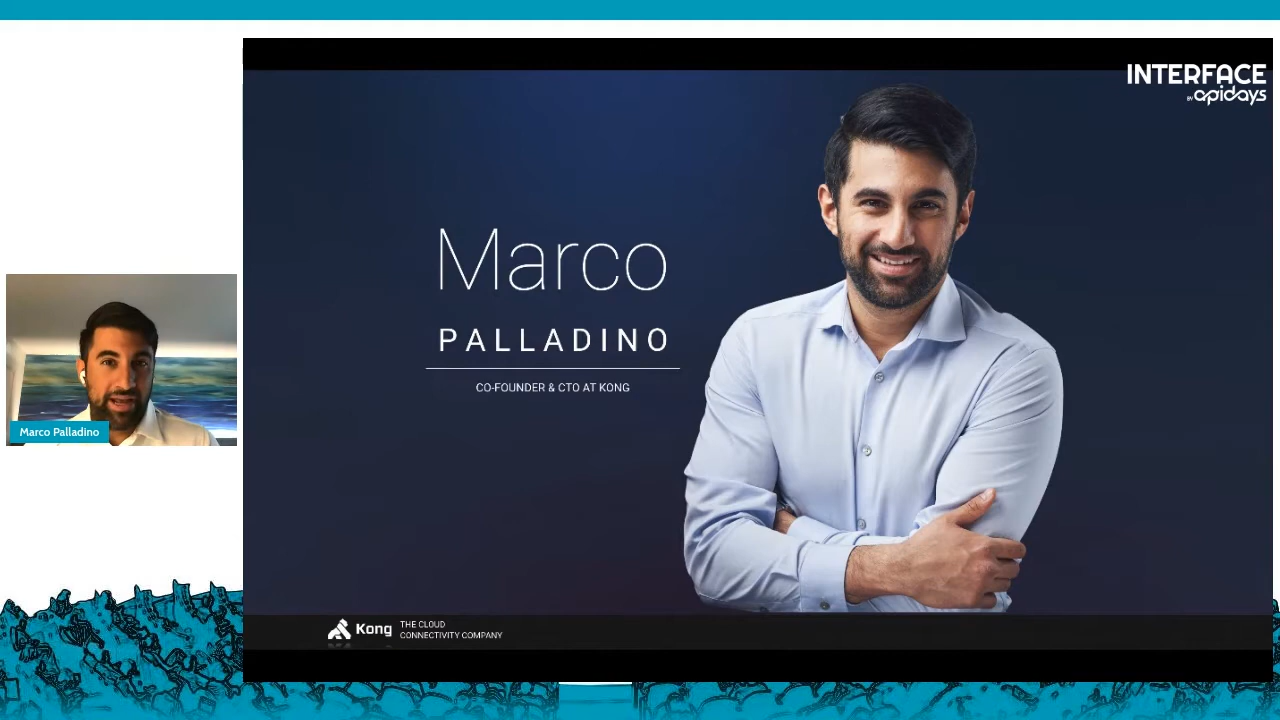 INTERFACE
BY apidays
Marco
PALLADINO
CO-FOUNDER & CTO AT KONG
Marco Palladino
Kong
THE CLOUD
CONNECTIVITY COMPANY